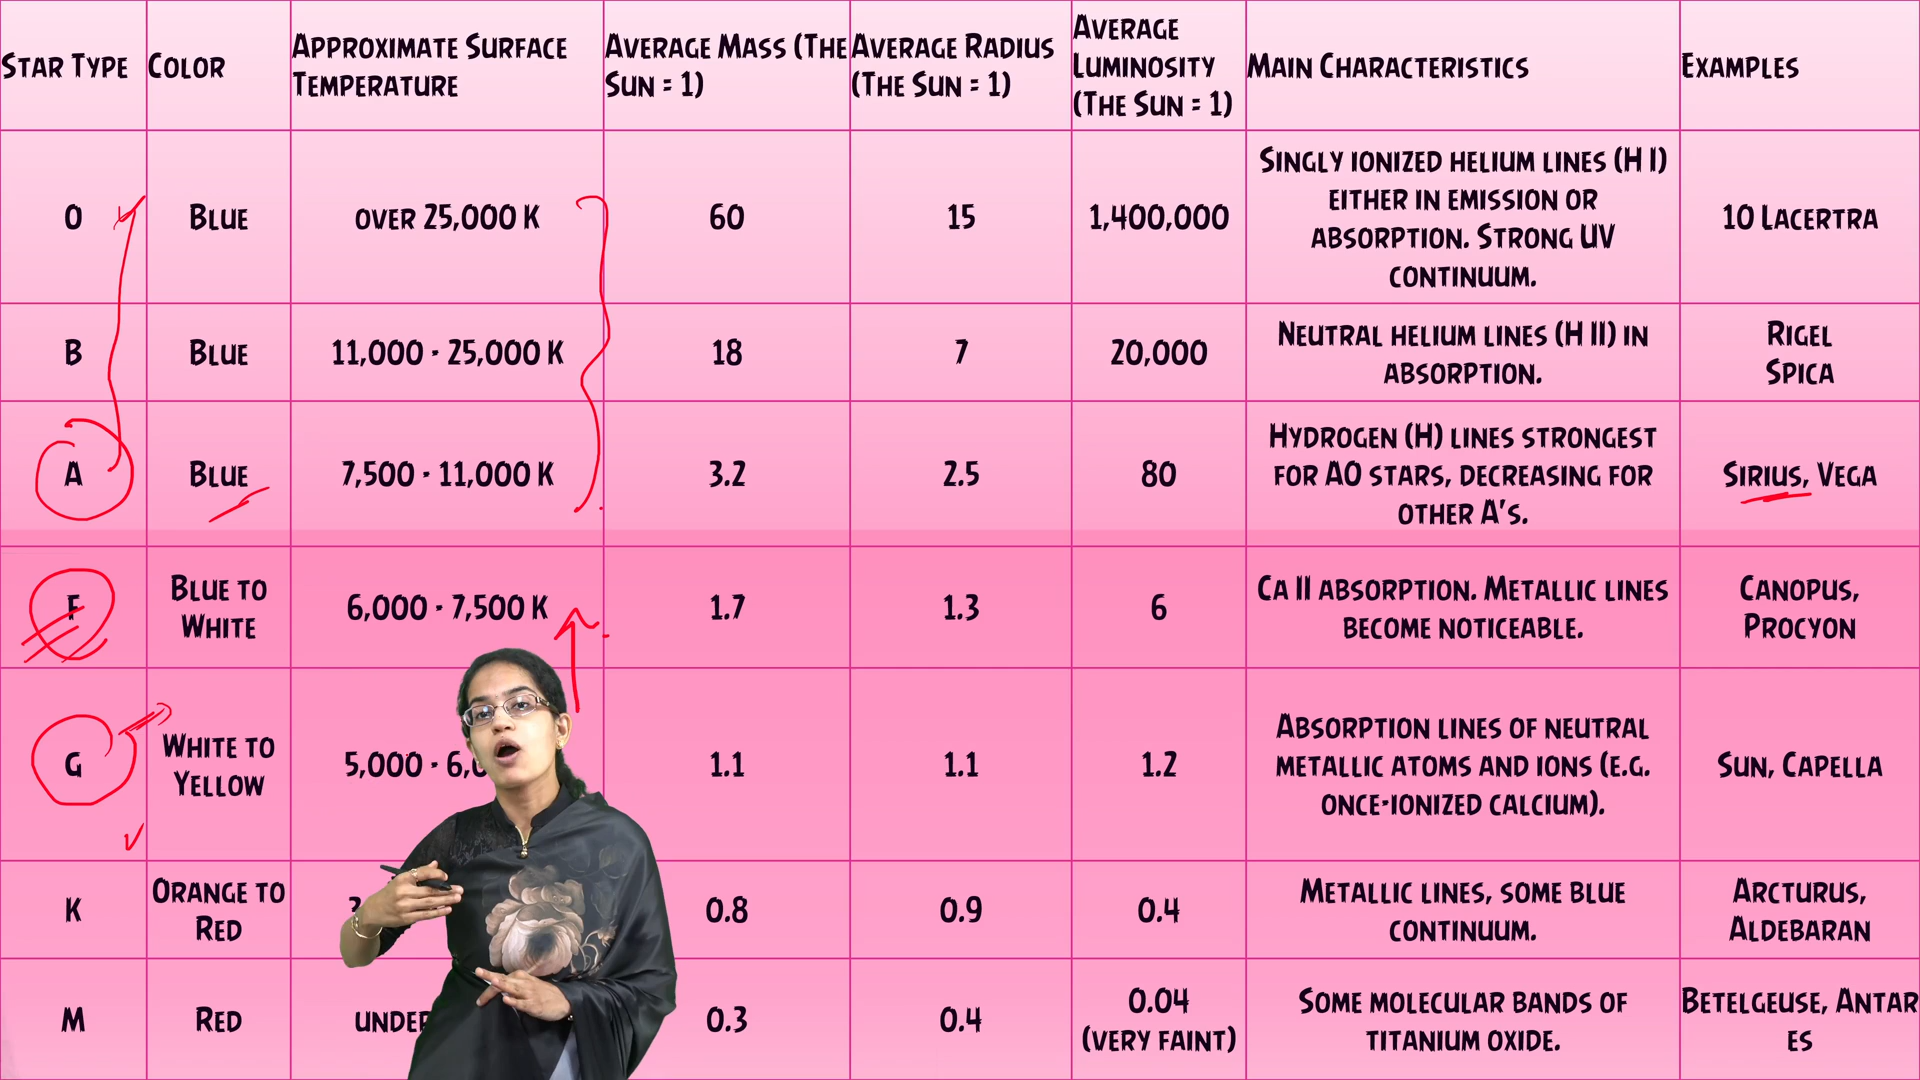 Star Type
Color
Approximate Surface
Temperature
Average Mass (The
Sun = 1)
Average Radius
(The Sun = 1)
Average
Luminosity
(The Sun = 1)
Main Characteristics
Examples
O
Blue
over 25,000 K
60
15
1,400,000
Singly ionized helium lines (H I)
either in emission or
absorption. Strong UV
continuum.
10 Lacertra
B
Blue
11,000 - 25,000 K
18
7
20,000
Neutral helium lines (H II) in
absorption.
Rigel
Spica
A
Blue
7,500 - 11,000 K
3.2
2.5
80
Hydrogen (H) lines strongest
for A0 stars, decreasing for
other A's.
Sirius, Vega
F
Blue to
White
6,000 - 7,500 K
1.7
1.3
6
Ca II absorption. Metallic lines
become noticeable.
Canopus,
Procyon
G
White to
Yellow
5,000 -
1.1
1.1
1.2
Absorption lines of neutral
metallic atoms and ions (e.g.
once-ionized calcium).
Sun, Capella
K
Orange to
Red
0.8
0.9
0.4
Metallic lines, some blue
continuum.
Arcturus,
Aldebaran
M
Red
under
0.3
0.4
0.04
(very faint)
Some molecular bands of
titanium oxide.
Betelgeuse, Antar
es